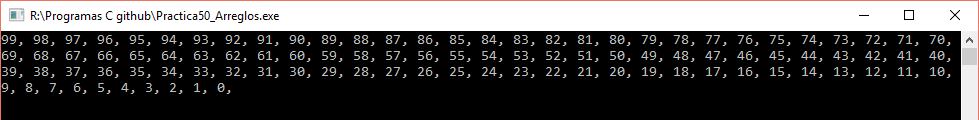 R:\Programas C github\Practica50_Arreglos.exe
99, 98, 97, 96, 95, 94, 93, 92, 91, 90, 89, 88, 87, 86, 85, 84, 83, 82, 81, 80, 79, 78, 77, 76, 75, 74, 73, 72, 71, 70,
69, 68, 67, 66, 65, 64, 63, 62, 61, 60, 59, 58, 57, 56, 55, 54, 53, 52, 51, 50, 49, 48, 47, 46, 45, 44, 43, 42, 41, 40,
39, 38, 37, 36, 35, 34, 33, 32, 31, 30, 29, 28, 27, 26, 25, 24, 23, 22, 21, 20, 19, 18, 17, 16, 15, 14, 13, 12, 11, 10,
9, 8, 7, 6, 5, 4, 3, 2, 1, 0,